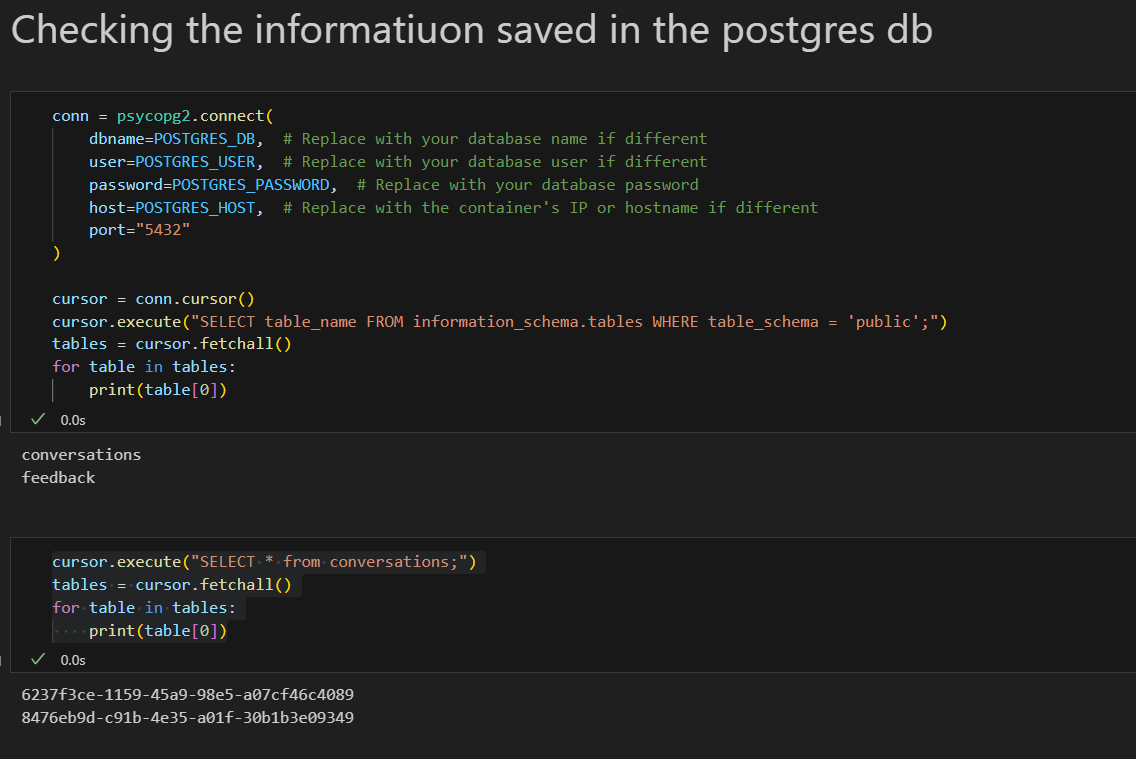 Checking the informatiuon saved in the postgres db
conn = psycopg2.connect(
    dbname=POSTGRES_DB,  # Replace with your database name if different
    user=POSTGRES_USER,  # Replace with your database user if different
    password=POSTGRES_PASSWORD,  # Replace with your database password
    host=POSTGRES_HOST,  # Replace with the container's IP or hostname if different
    port="5432"
)
cursor = conn.cursor()
cursor.execute("SELECT table_name FROM information_schema.tables WHERE table_schema = 'public';")
tables = cursor.fetchall()
for table in tables:
    print(table[0])
0.0s
conversations
feedback
cursor.execute("SELECT * from conversations;")
tables = cursor.fetchall()
for table in tables:
    print(table[0])
0.0s
6237f3ce-1159-45a9-98e5-a07cf46c4089
8476eb9d-c91b-4e35-a01f-30b1b3e09349